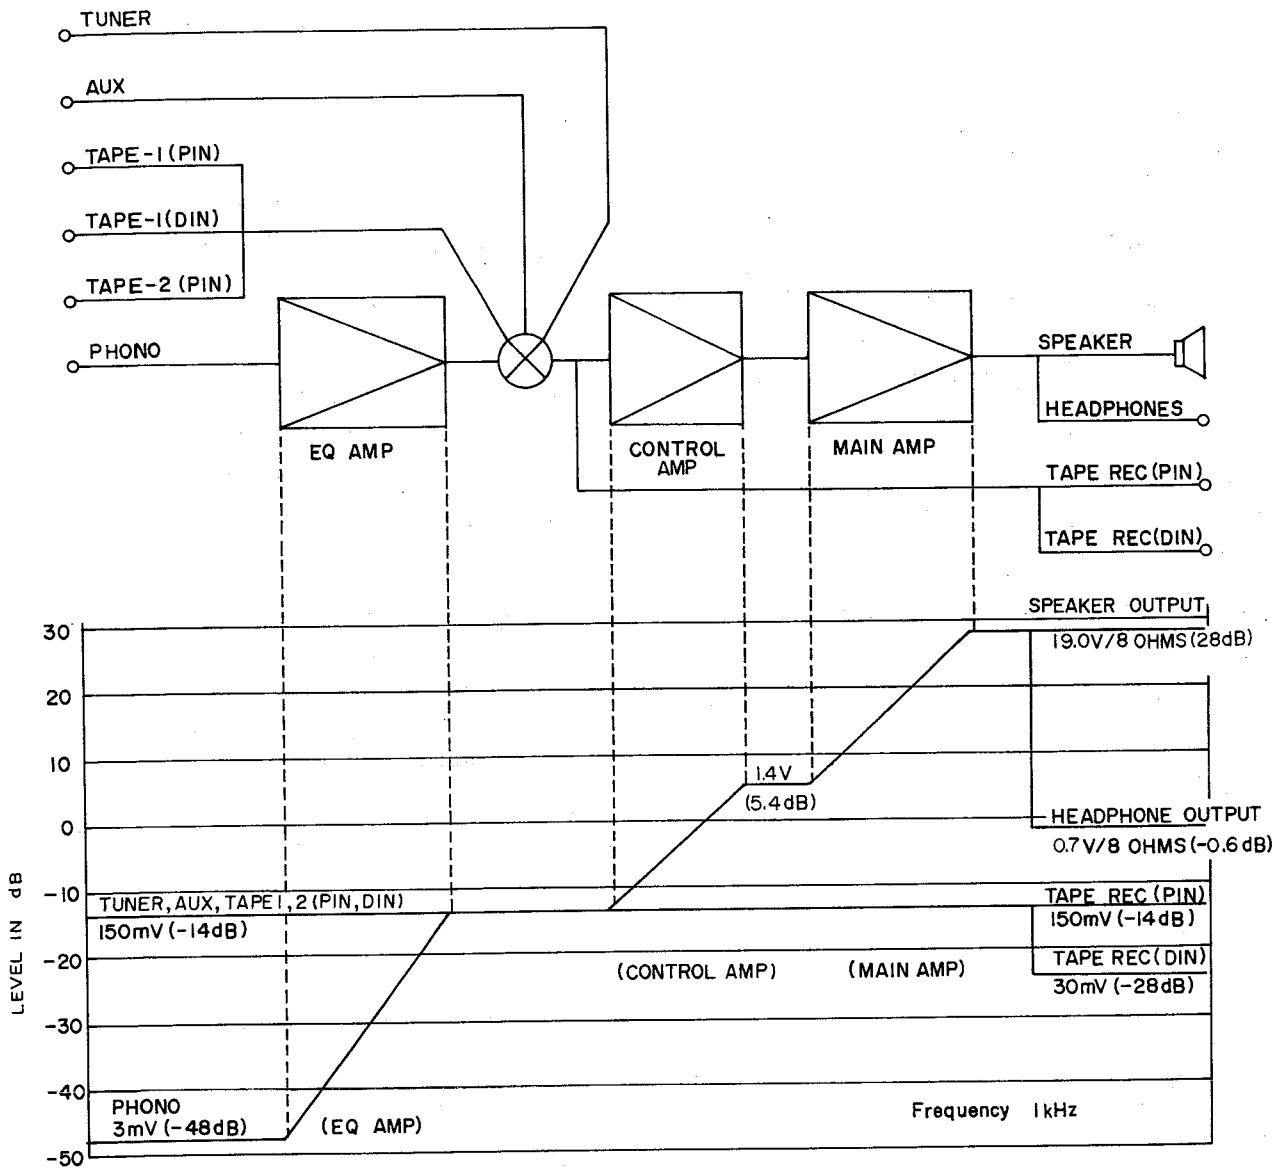 TUNER
AUX
TAPE-1 (PIN)
TAPE-1(DIN)
TAPE-2 (PIN)
PHONO
EQ AMP
CONTROL
AMP
MAIN AMP
SPEAKER
HEADPHONES
TAPE REC(PIN)
TAPE REC(DIN)
SPEAKER OUTPUT
19.0V/8 OHMS(28dB)
30
20
10
0
-10
-20
-30
-40
-50
LEVEL IN dB
1.4V
(5.4dB)
HEADPHONE OUTPUT
0.7V/8 OHMS(-0.6dB)
TUNER, AUX, TAPE1, 2(PIN, DIN)
150mV (-14dB)
TAPE REC (PIN)
150mV (-14dB)
TAPE REC(DIN)
30mV (-28dB)
(CONTROL AMP)
(MAIN AMP)
PHONO
3mV (-48dB)
(EQ AMP)
Frequency 1kHz